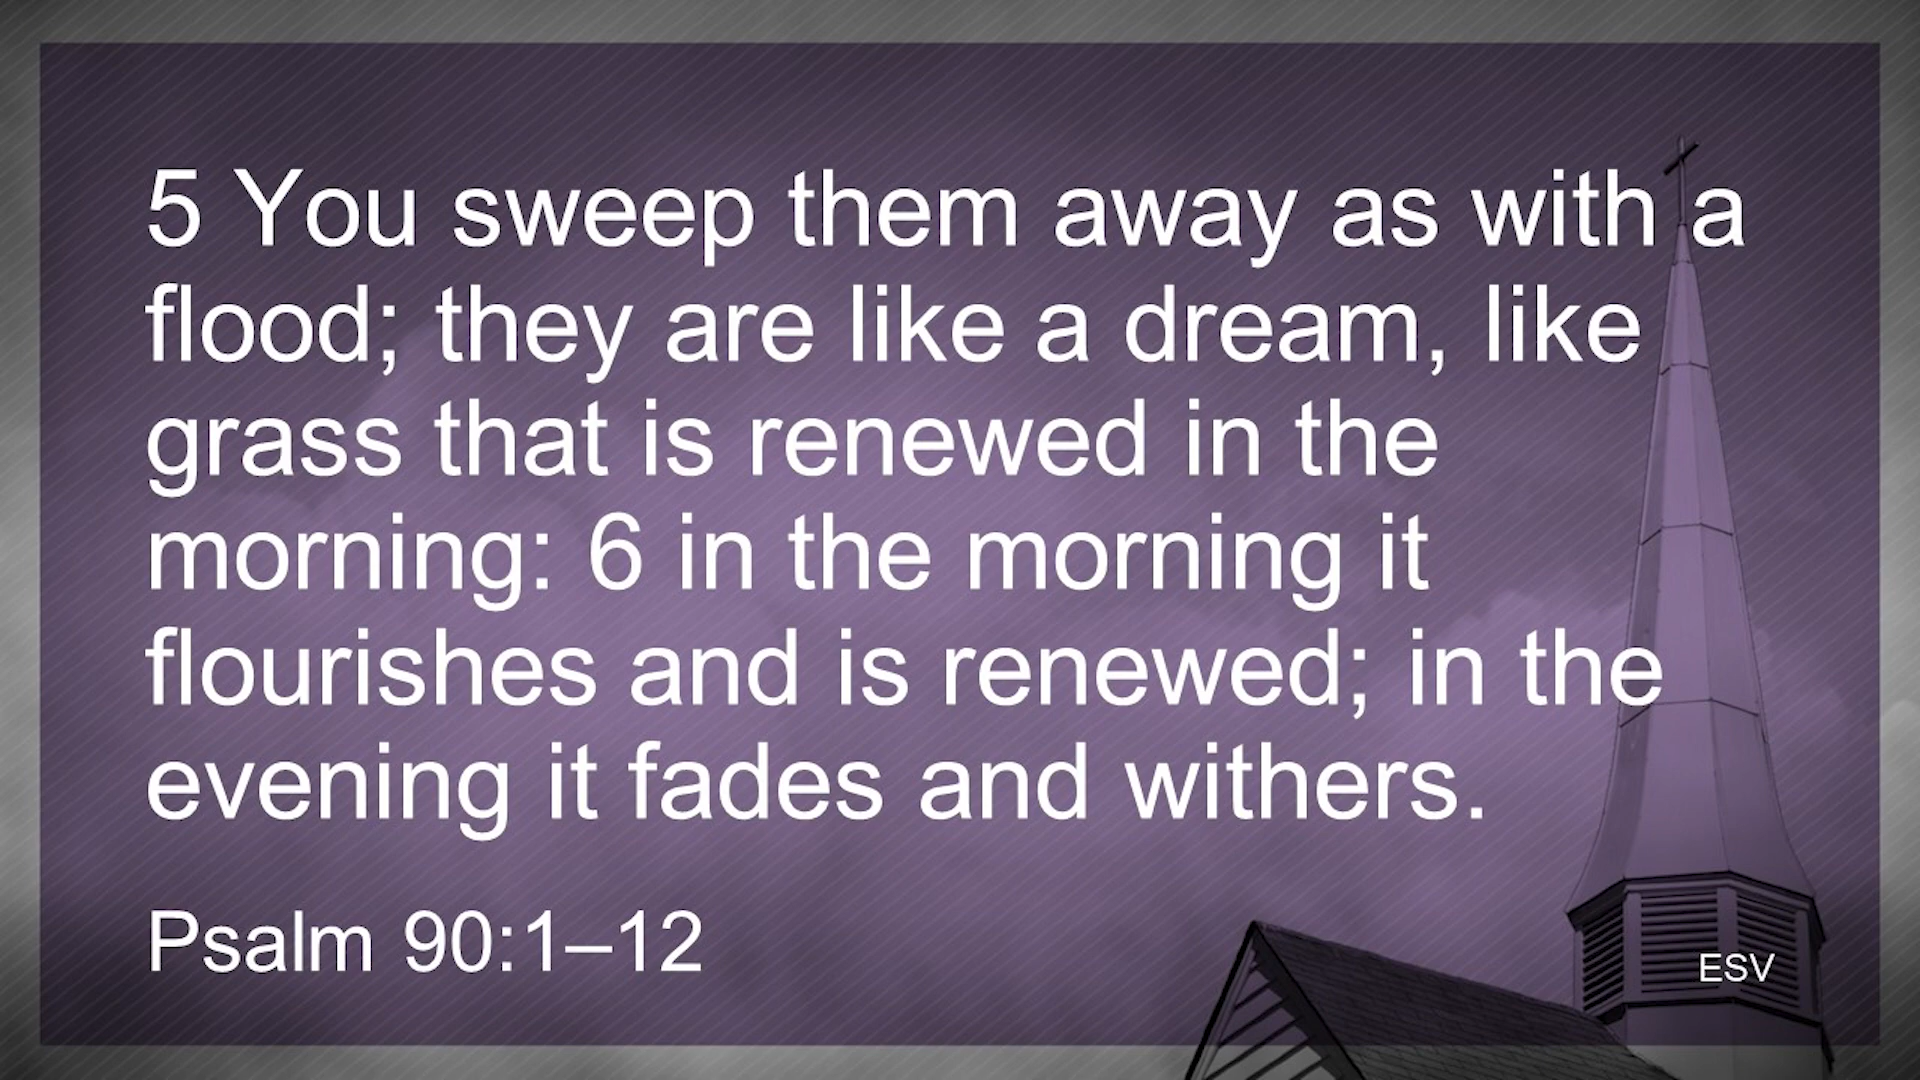 5 You sweep them away as with a
flood; they are like a dream, like
grass that is renewed in the
morning: 6 in the morning it
flourishes and is renewed; in the
evening it fades and withers.
Psalm 90:1–12
ESV